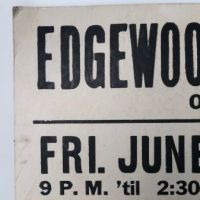 EDGEWOO
O
FRI. JUNE
9 P. M. 'til 2:30